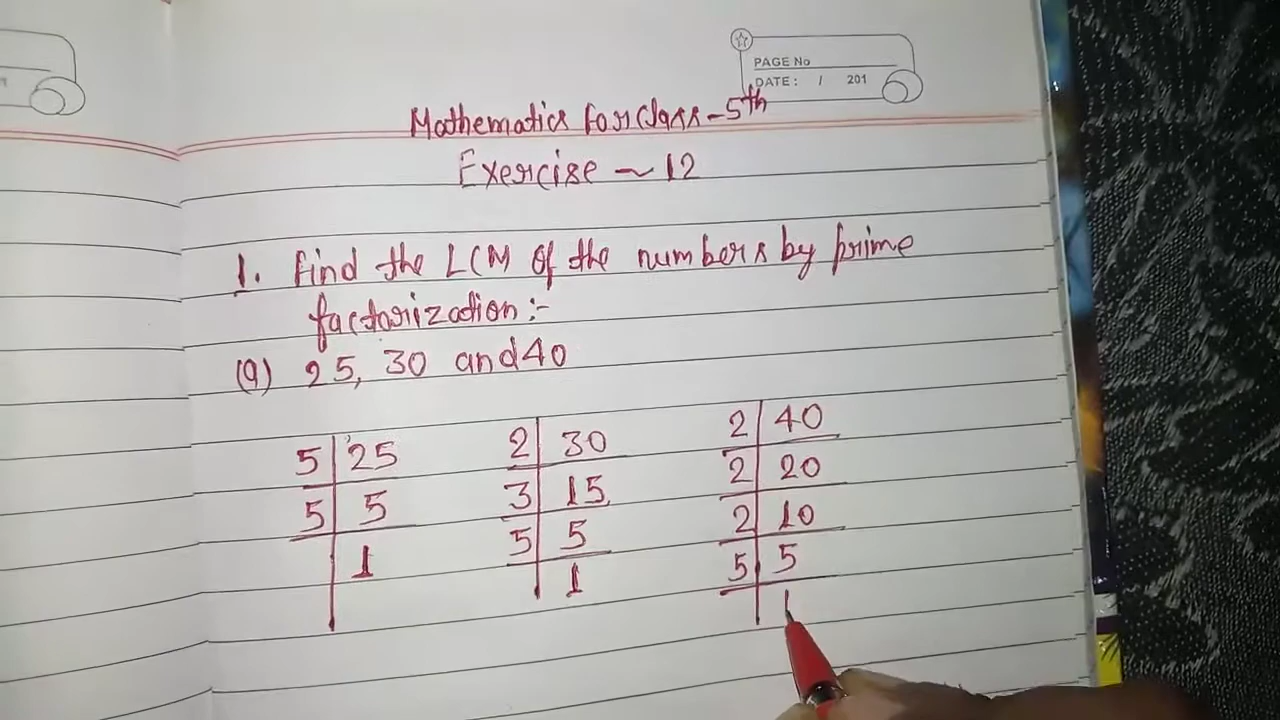 PAGE No
DATE: / 201
Mathematics for class-5th
Exercise ~ 12
1. Find the LCM of the numbers by prime
factorization:-
(a) 25, 30 and 40
5 | 25
5 | 5
1
2 | 30
3 | 15
5 | 5
1
2 | 40
2 | 20
2 | 10
5 | 5
1